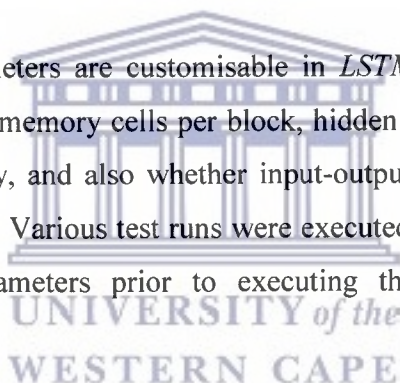 eters are customisable in LSTM
memory cells per block, hidden
, and also whether input-outpu
Various test runs were executed
ameters prior to executing th
UNIVERSITY of the
WESTERN CAPE